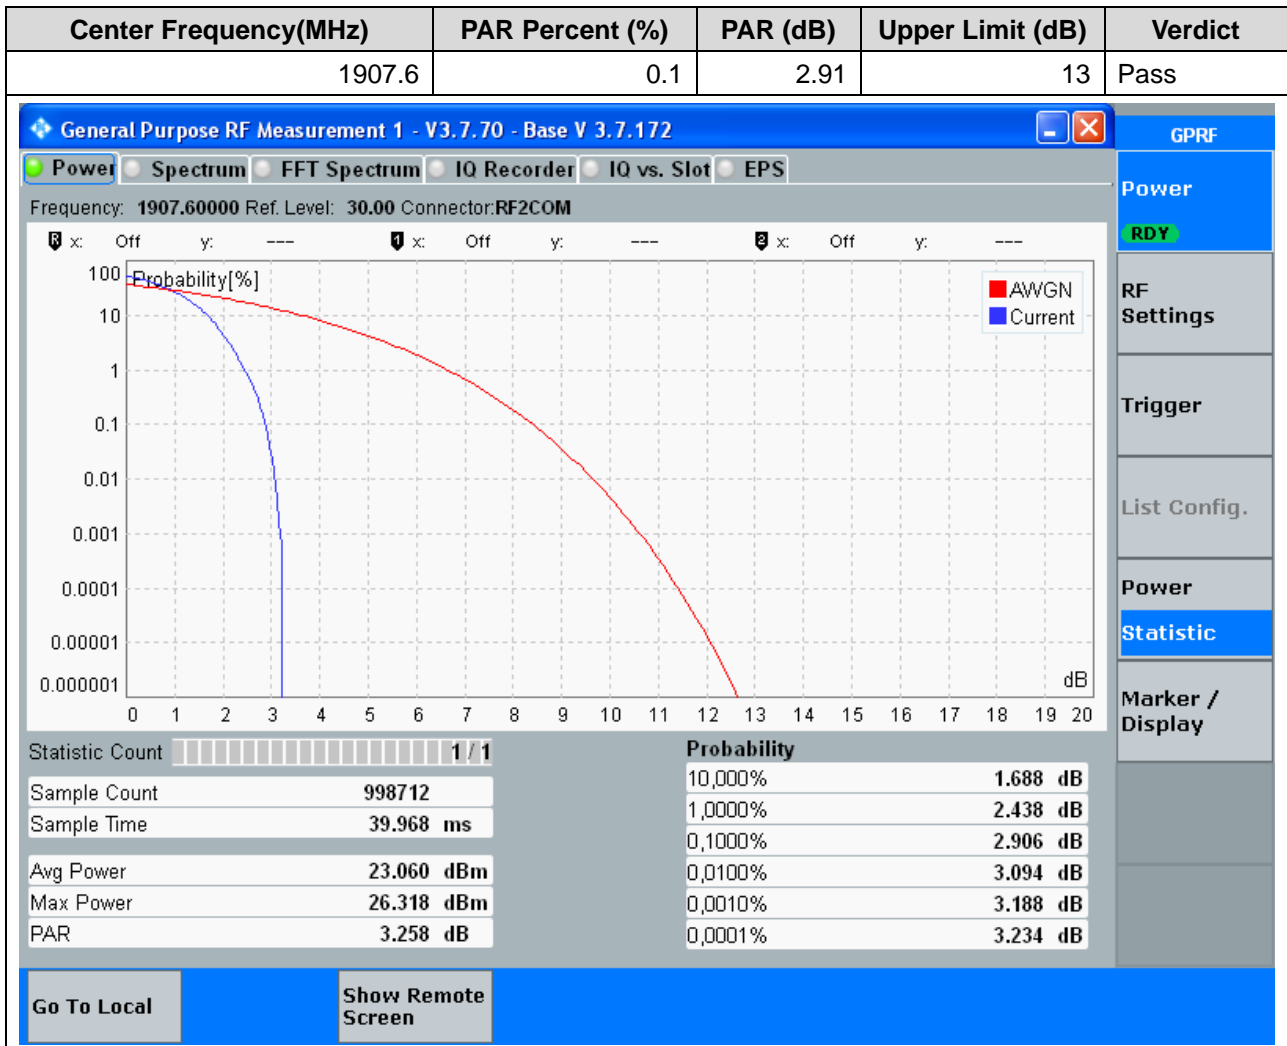 Center Frequency(MHz) PAR Percent (%) PAR (dB) Upper Limit (dB) Verdict
1907.6 0.1 2.91 13 Pass
General Purpose RF Measurement 1 - V3.7.70 - Base V 3.7.172
GPRF
Power Spectrum FFT Spectrum IQ Recorder IQ vs. Slot EPS
Frequency: 1907.60000 Ref. Level: 30.00 Connector:RF2COM
R x: Off y: --- 1 x: Off y: --- 2 x: Off y: ---
Probability[%]
AWGN
Current
100
10
1
0.1
0.01
0.001
0.0001
0.00001
0.000001
dB
0 1 2 3 4 5 6 7 8 9 10 11 12 13 14 15 16 17 18 19 20
Statistic Count 1 / 1
Sample Count 998712
Sample Time 39.968 ms
Avg Power 23.060 dBm
Max Power 26.318 dBm
PAR 3.258 dB
Probability
10,000% 1.688 dB
1,0000% 2.438 dB
0,1000% 2.906 dB
0,0100% 3.094 dB
0,0010% 3.188 dB
0,0001% 3.234 dB
Power
RDY
RF
Settings
Trigger
List Config.
Power
Statistic
Marker /
Display
Go To Local
Show Remote
Screen